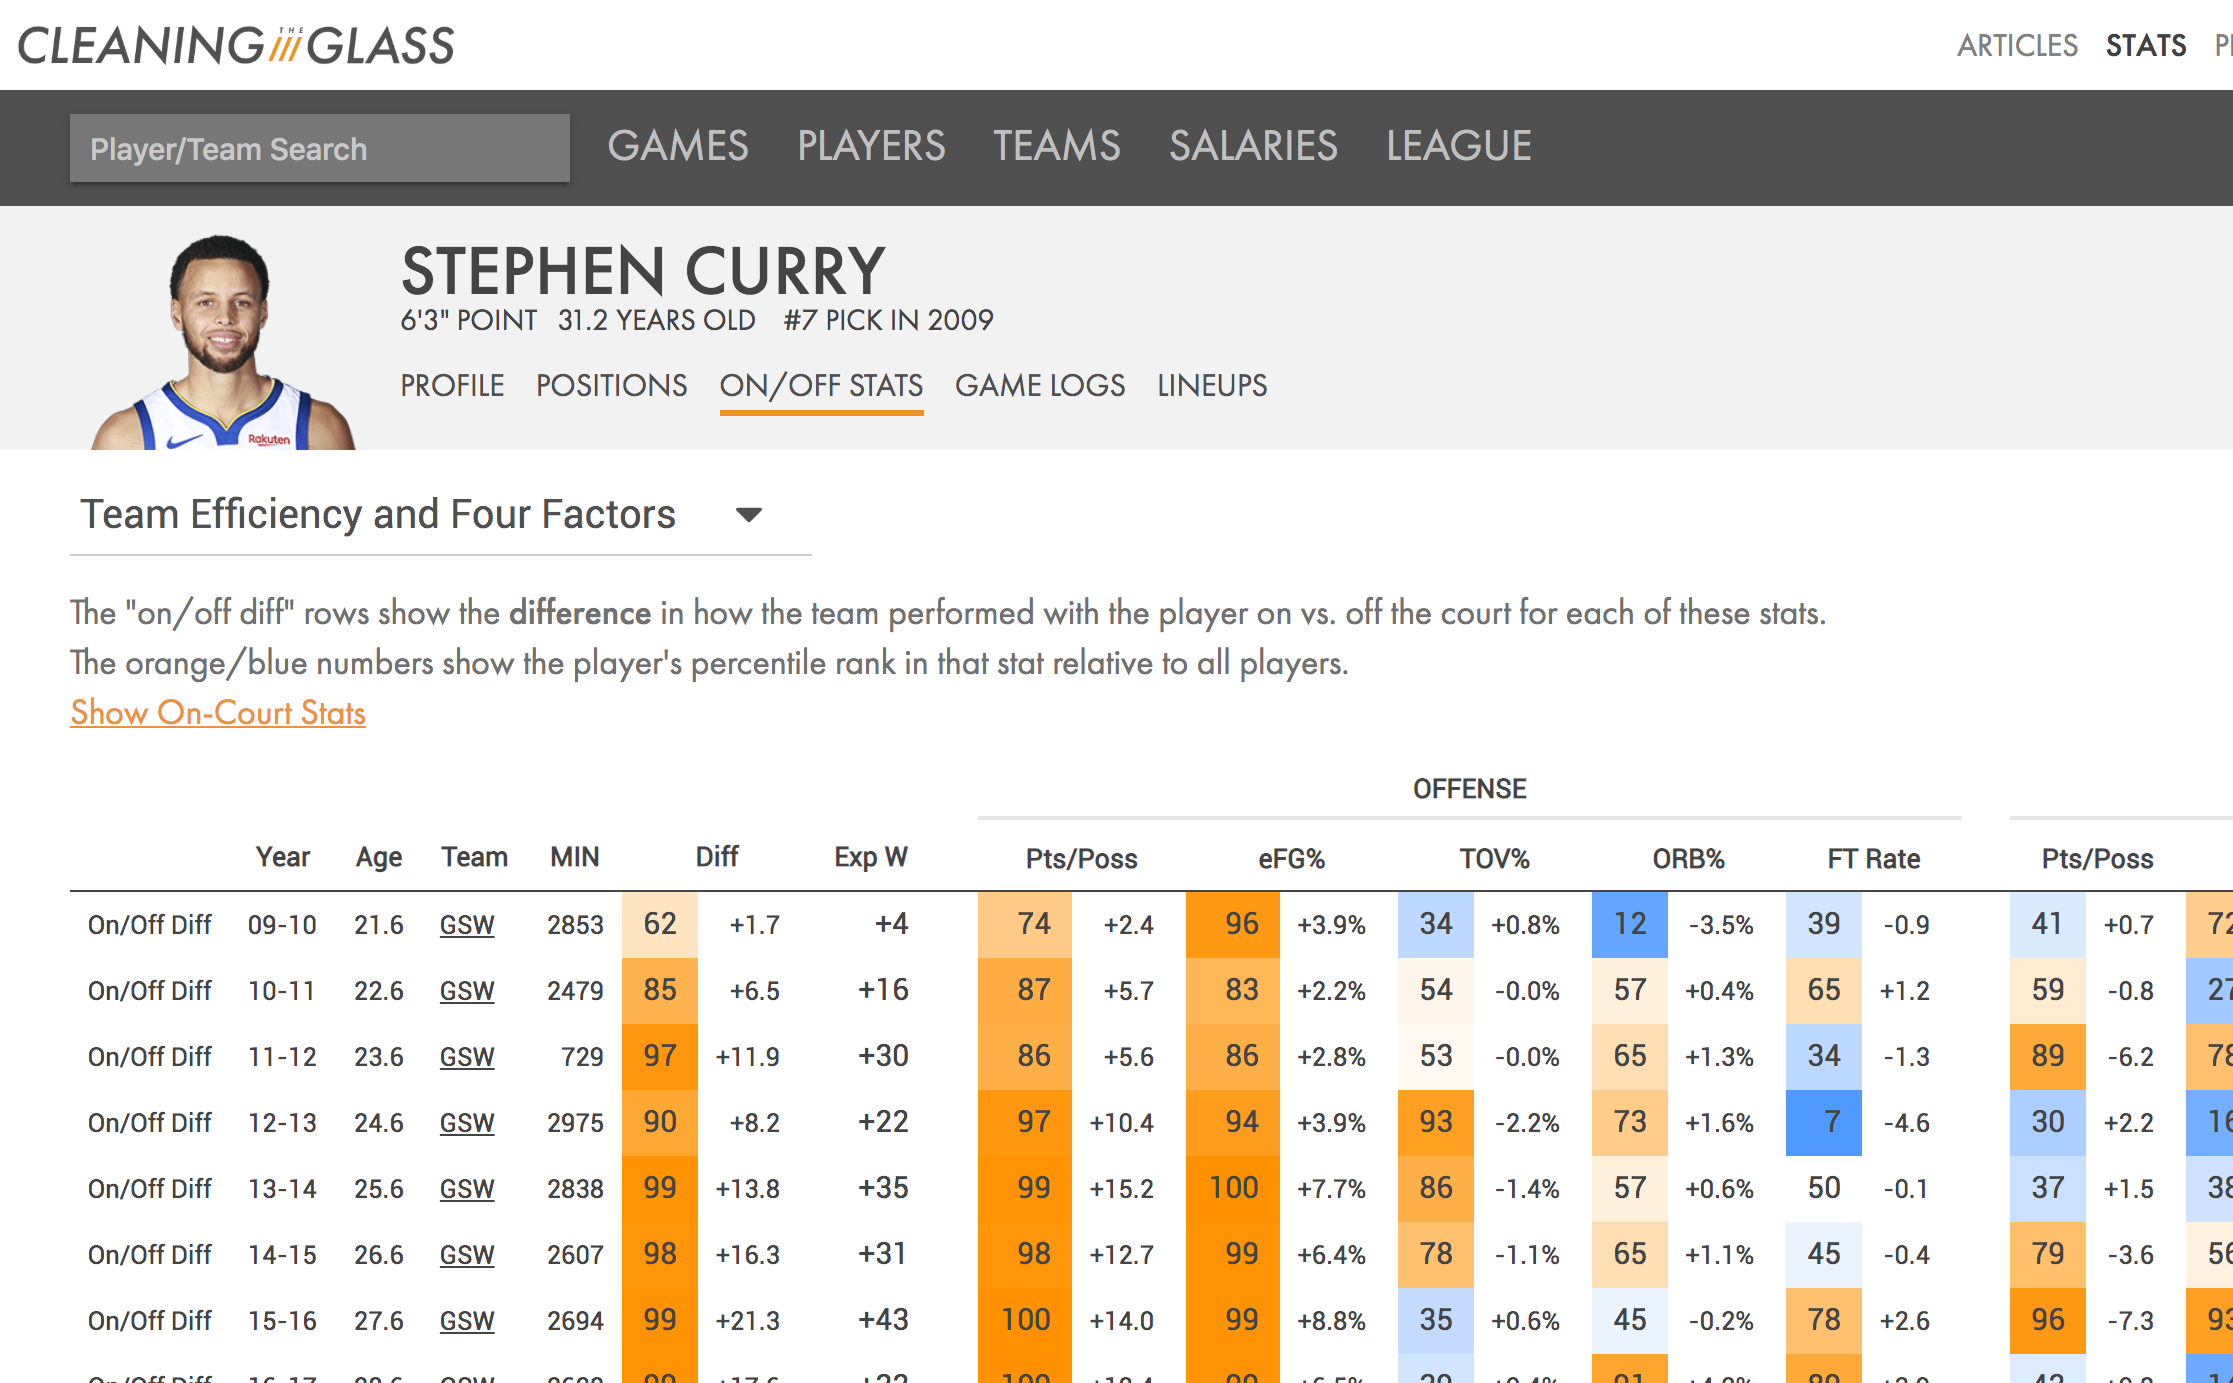 CLEANING THE GLASS
ARTICLES STATS
Player/Team Search GAMES PLAYERS TEAMS SALARIES LEAGUE
STEPHEN CURRY
6'3" POINT 31.2 YEARS OLD #7 PICK IN 2009
PROFILE POSITIONS ON/OFF STATS GAME LOGS LINEUPS
Rakuten
Team Efficiency and Four Factors
The "on/off diff" rows show the difference in how the team performed with the player on vs. off the court for each of these stats.
The orange/blue numbers show the player's percentile rank in that stat relative to all players.
Show On-Court Stats
OFFENSE
Year Age Team MIN Diff Exp W Pts/Poss eFG% TOV% ORB% FT Rate Pts/Poss
On/Off Diff 09-10 21.6 GSW 2853 62 +1.7 +4 74 +2.4 96 +3.9% 34 +0.8% 12 -3.5% 39 -0.9 41 +0.7 72
On/Off Diff 10-11 22.6 GSW 2479 85 +6.5 +16 87 +5.7 83 +2.2% 54 -0.0% 57 +0.4% 65 +1.2 59 -0.8 27
On/Off Diff 11-12 23.6 GSW 729 97 +11.9 +30 86 +5.6 86 +2.8% 53 -0.0% 65 +1.3% 34 -1.3 89 -6.2 78
On/Off Diff 12-13 24.6 GSW 2975 90 +8.2 +22 97 +10.4 94 +3.9% 93 -2.2% 73 +1.6% 7 -4.6 30 +2.2 16
On/Off Diff 13-14 25.6 GSW 2838 99 +13.8 +35 99 +15.2 100 +7.7% 86 -1.4% 57 +0.6% 50 -0.1 37 +1.5 38
On/Off Diff 14-15 26.6 GSW 2607 98 +16.3 +31 98 +12.7 99 +6.4% 78 -1.1% 65 +1.1% 45 -0.4 79 -3.6 56
On/Off Diff 15-16 27.6 GSW 2694 99 +21.3 +43 100 +14.0 99 +8.8% 35 +0.6% 45 -0.2% 78 +2.6 96 -7.3 93